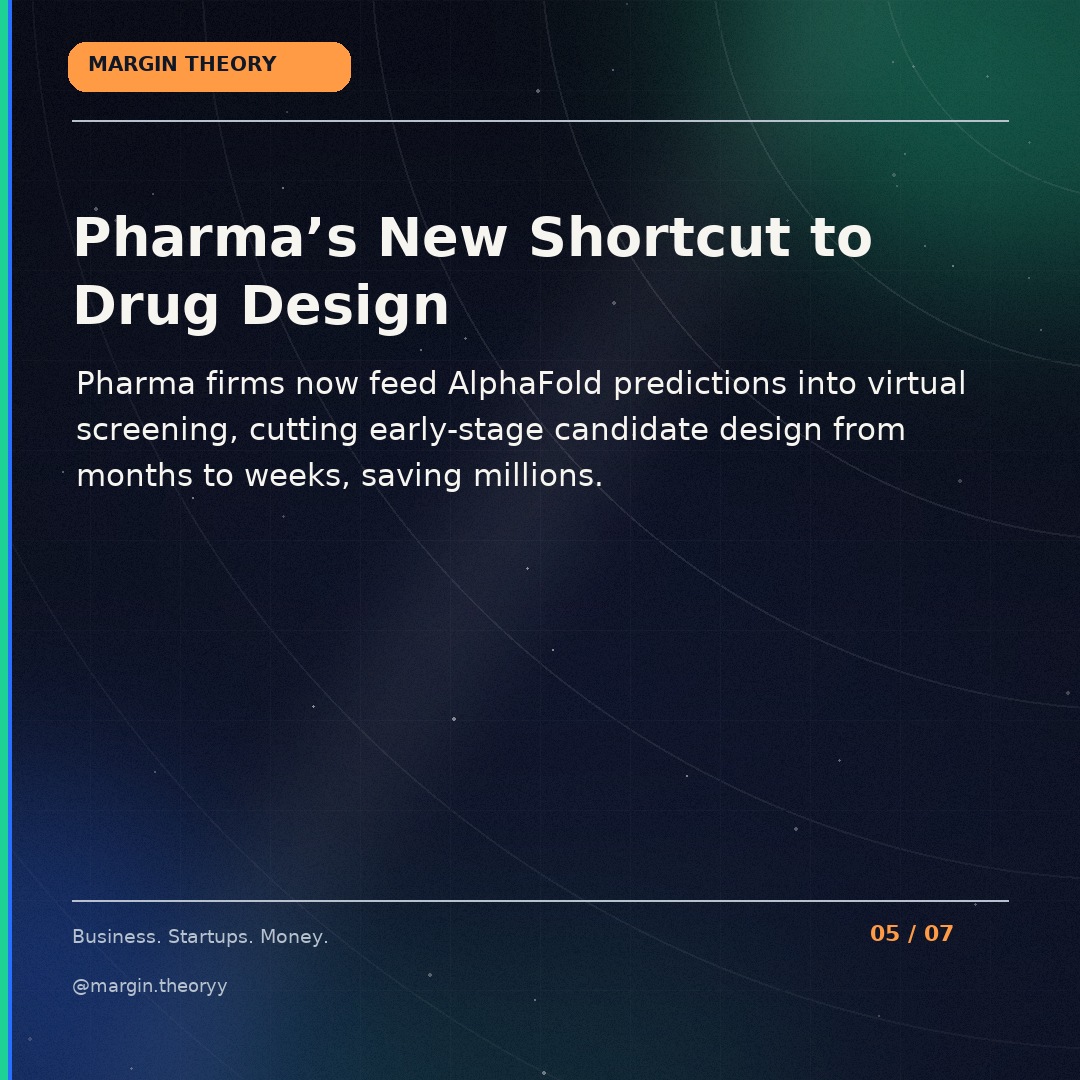 MARGIN THEORY
Pharma’s New Shortcut to
Drug Design
Pharma firms now feed AlphaFold predictions into virtual
screening, cutting early-stage candidate design from
months to weeks, saving millions.
Business. Startups. Money.
05 / 07
@margin.theoryy